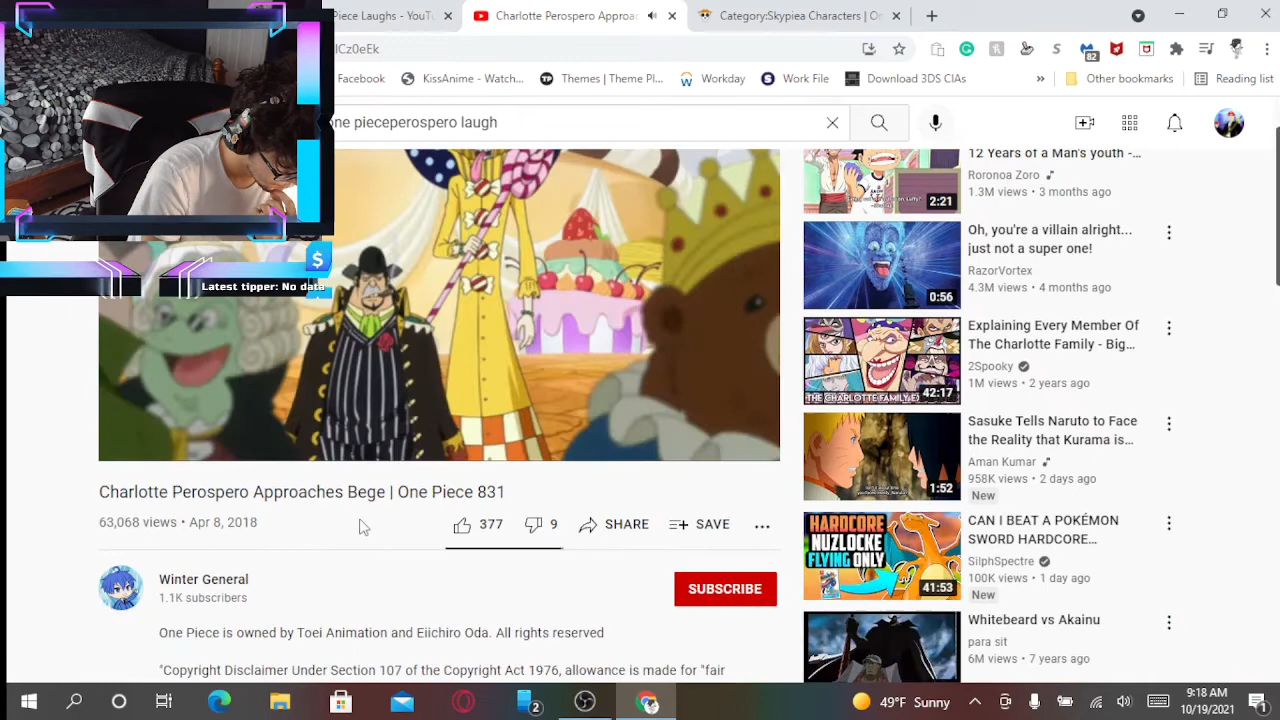 Piece Laughs - YouT
Charlotte Perospero Approac
Category:Skypiea Characters | On
lCz0eEk
82
Facebook
KissAnime - Watch...
Themes | Theme Pl...
Workday
Work File
Download 3DS CIAs
»
Other bookmarks
Reading list
ne pieceperospero laugh
12 Years of a Man's youth -...
Roronoa Zoro
1.3M views • 3 months ago
2:21
Oh, you're a villain alright...
just not a super one!
RazorVortex
4.3M views • 4 months ago
0:56
$
Latest tipper: No data
Explaining Every Member Of
The Charlotte Family - Big...
2Spooky
1M views • 2 years ago
42:17
THE CHARLOTTE FAMILY E
Sasuke Tells Naruto to Face
the Reality that Kurama is...
Aman Kumar
958K views • 2 days ago
1:52
New
Charlotte Perospero Approaches Bege | One Piece 831
63,068 views • Apr 8, 2018
377
9
SHARE
SAVE
HARDCORE
NUZLOCKE
FLYING ONLY
41:53
CAN I BEAT A POKÉMON
SWORD HARDCORE...
SilphSpectre
100K views • 1 day ago
New
Winter General
1.1K subscribers
SUBSCRIBE
One Piece is owned by Toei Animation and Eiichiro Oda. All rights reserved
"Copyright Disclaimer Under Section 107 of the Copyright Act 1976, allowance is made for "fair
Whitebeard vs Akainu
para sit
6M views • 7 years ago
2
49°F Sunny
9:18 AM
10/19/2021
1